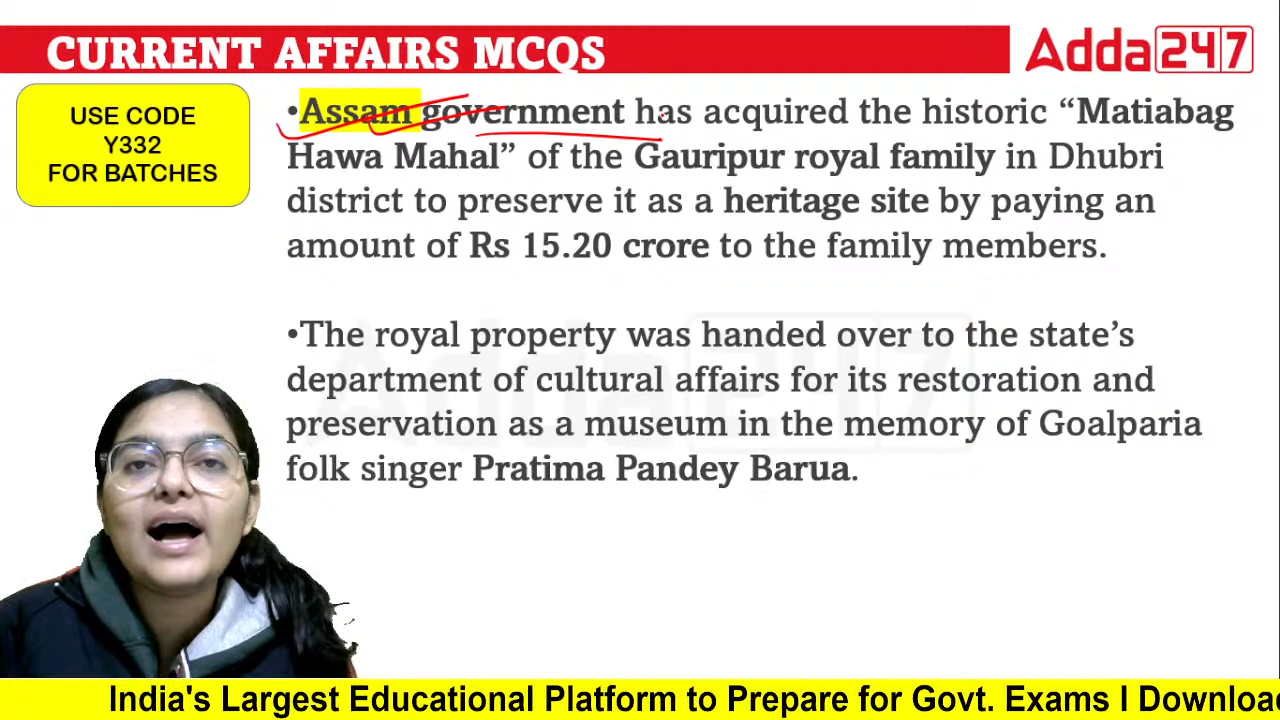 CURRENT AFFAIRS MCQS
Adda247
USE CODE
Y332
FOR BATCHES
•Assam government has acquired the historic “Matiabag
Hawa Mahal” of the Gauripur royal family in Dhubri
district to preserve it as a heritage site by paying an
amount of Rs 15.20 crore to the family members.
•The royal property was handed over to the state’s
department of cultural affairs for its restoration and
preservation as a museum in the memory of Goalparia
folk singer Pratima Pandey Barua.
Adda247
India's Largest Educational Platform to Prepare for Govt. Exams I Downloa